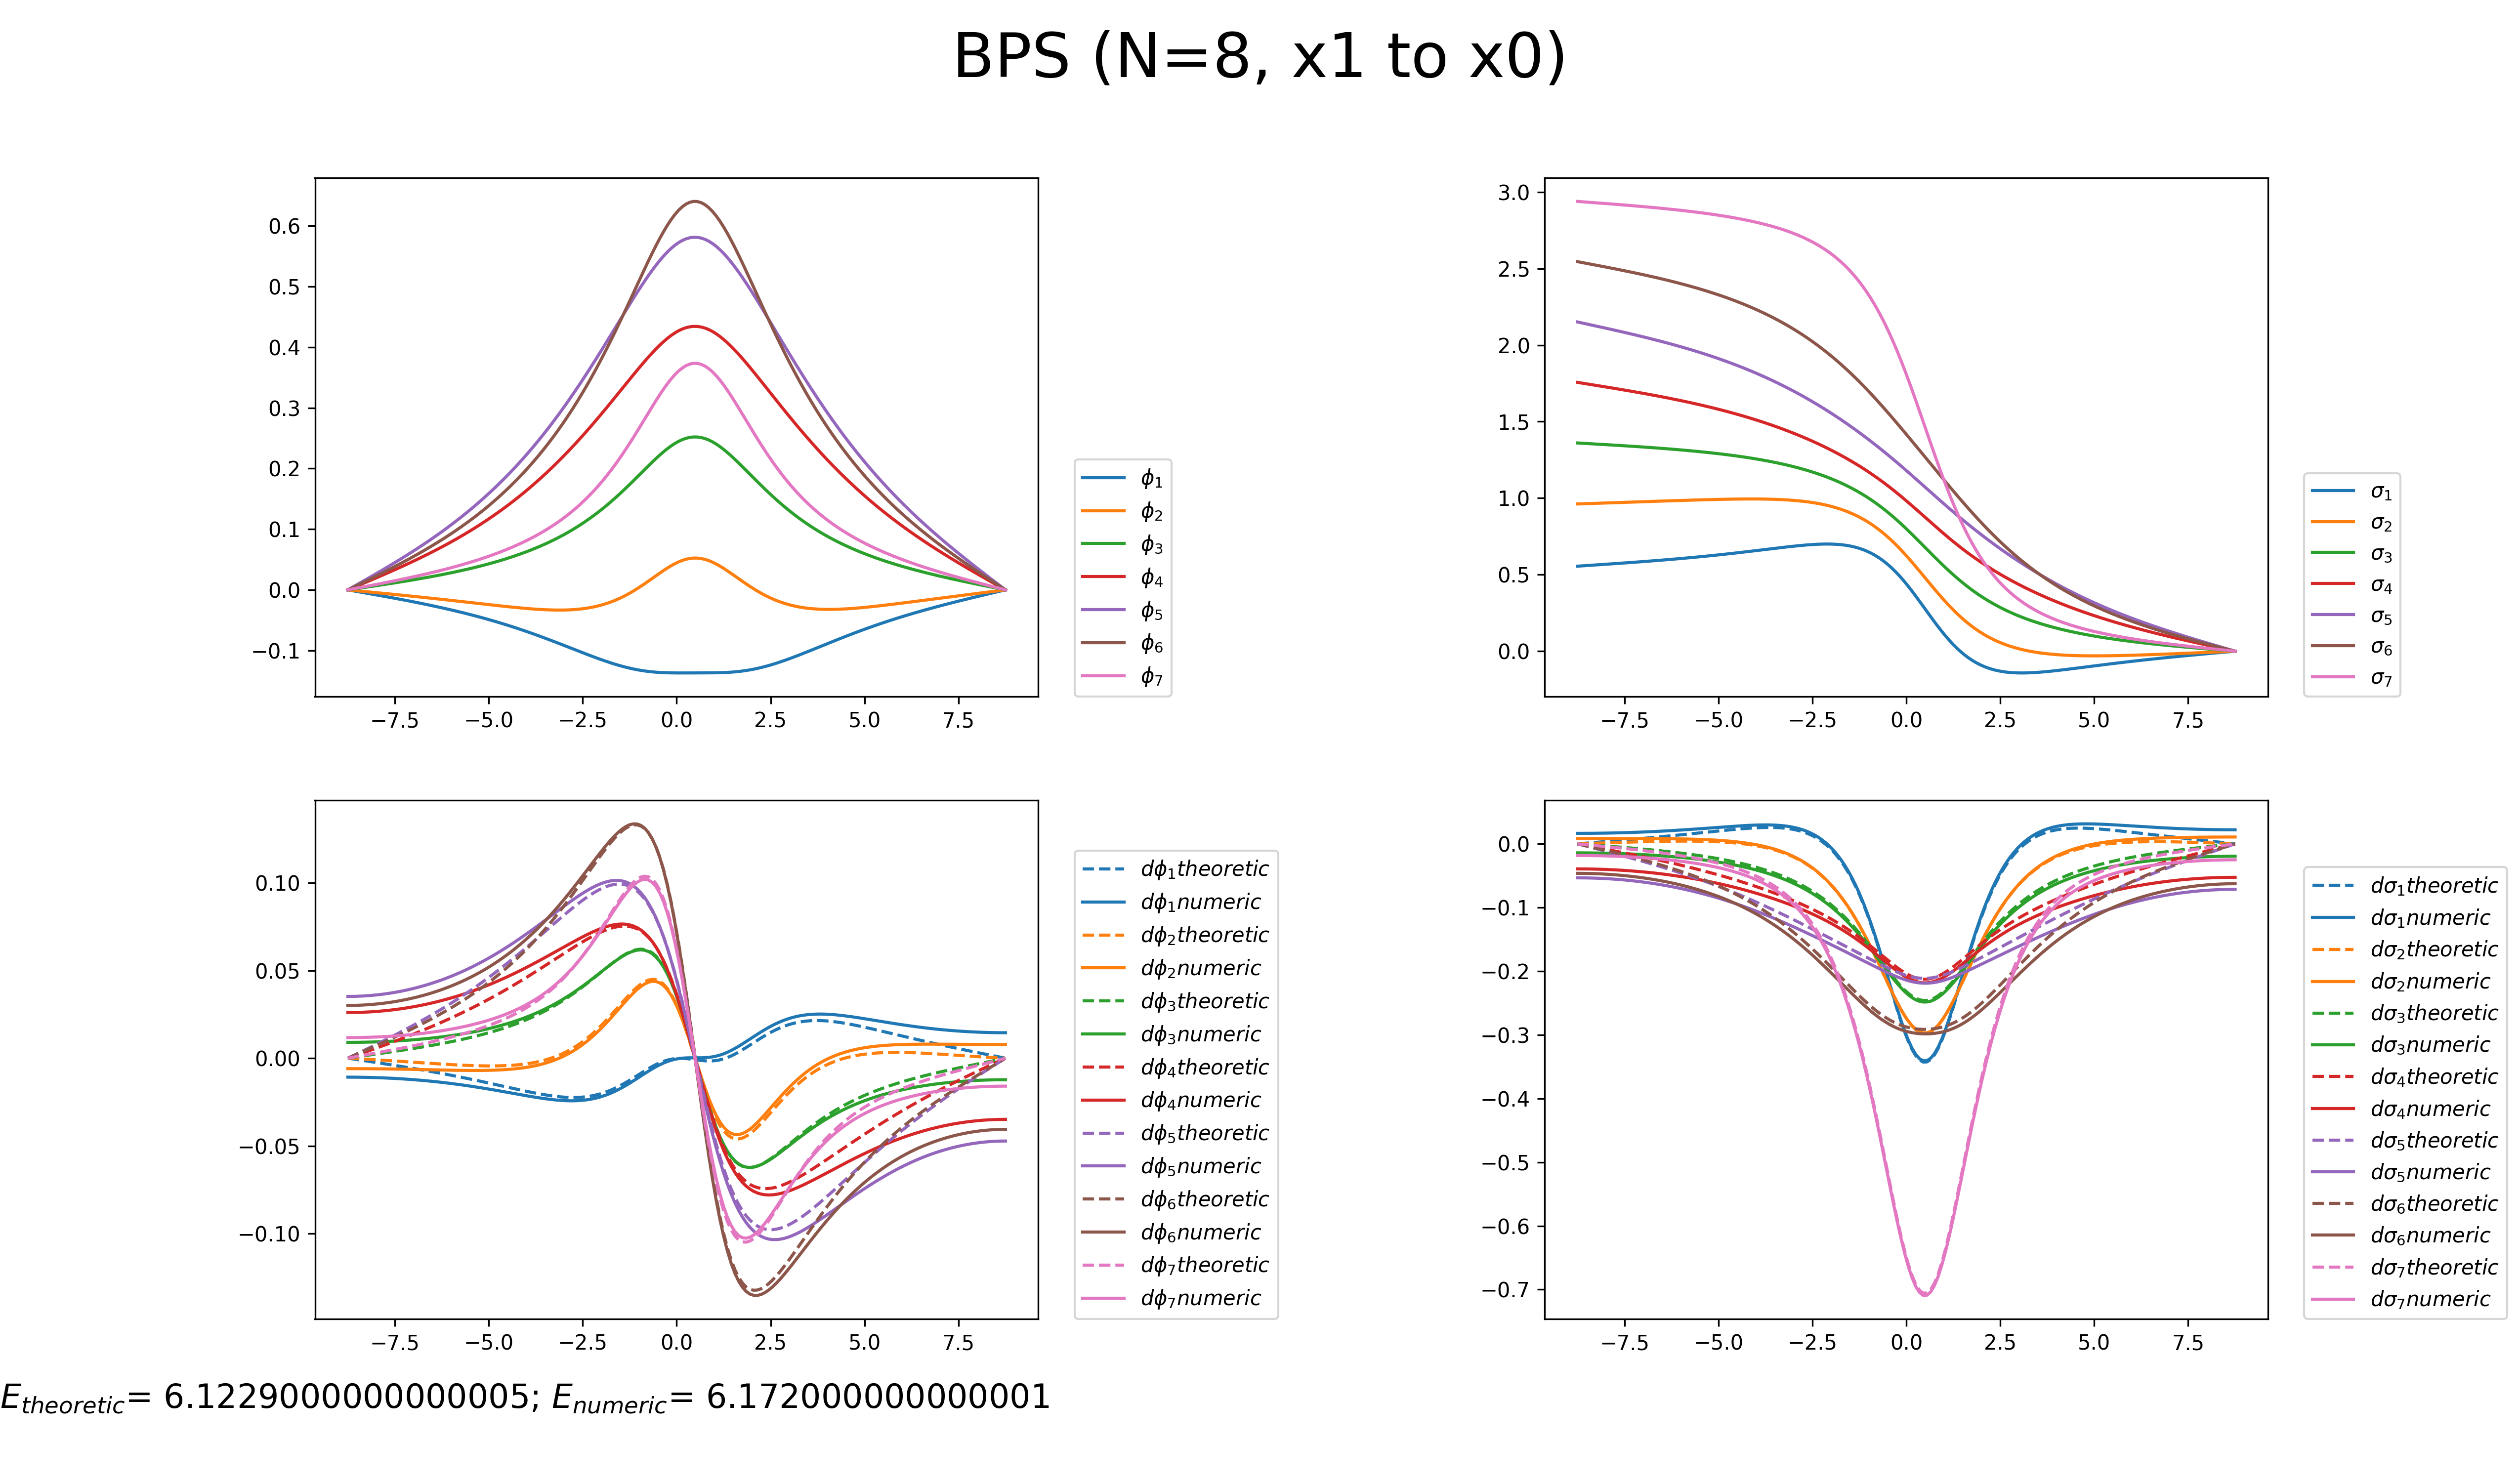 BPS (N=8, x1 to x0)
0.6
0.5
0.4
0.3
0.2
0.1
0.0
−0.1
−7.5 −5.0 −2.5 0.0 2.5 5.0 7.5
ϕ1
ϕ2
ϕ3
ϕ4
ϕ5
ϕ6
ϕ7
3.0
2.5
2.0
1.5
1.0
0.5
0.0
−7.5 −5.0 −2.5 0.0 2.5 5.0 7.5
σ1
σ2
σ3
σ4
σ5
σ6
σ7
0.10
0.05
0.00
−0.05
−0.10
−7.5 −5.0 −2.5 0.0 2.5 5.0 7.5
dϕ1theoretic
dϕ1numeric
dϕ2theoretic
dϕ2numeric
dϕ3theoretic
dϕ3numeric
dϕ4theoretic
dϕ4numeric
dϕ5theoretic
dϕ5numeric
dϕ6theoretic
dϕ6numeric
dϕ7theoretic
dϕ7numeric
0.0
−0.1
−0.2
−0.3
−0.4
−0.5
−0.6
−0.7
−7.5 −5.0 −2.5 0.0 2.5 5.0 7.5
dσ1theoretic
dσ1numeric
dσ2theoretic
dσ2numeric
dσ3theoretic
dσ3numeric
dσ4theoretic
dσ4numeric
dσ5theoretic
dσ5numeric
dσ6theoretic
dσ6numeric
dσ7theoretic
dσ7numeric
Etheoretic= 6.1229000000000005; Enumeric= 6.172000000000001